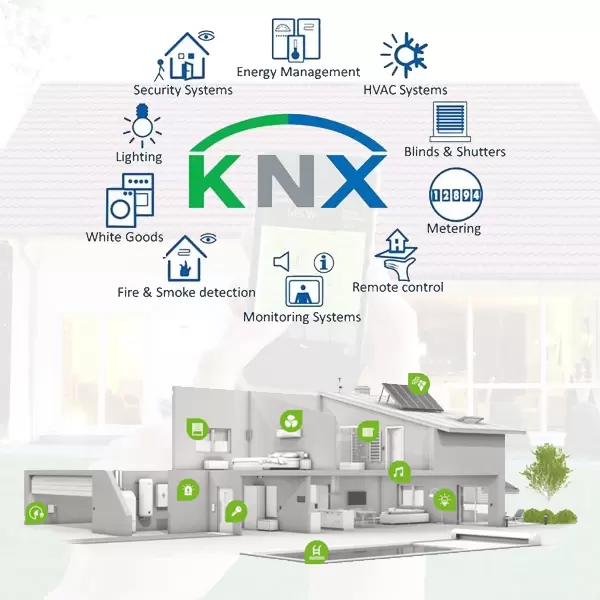 Energy Management
Security Systems
HVAC Systems
Lighting
KNX
Blinds & Shutters
12894
White Goods
Metering
Fire & Smoke detection
Remote control
Monitoring Systems